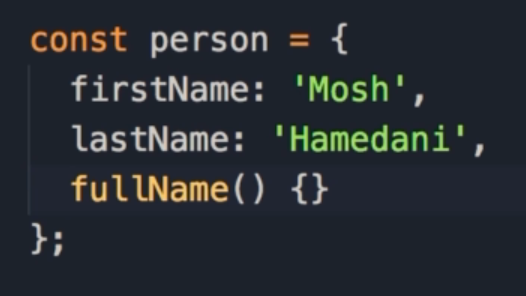 const person = {
  firstName: 'Mosh',
  lastName: 'Hamedani',
  fullName() {}
};